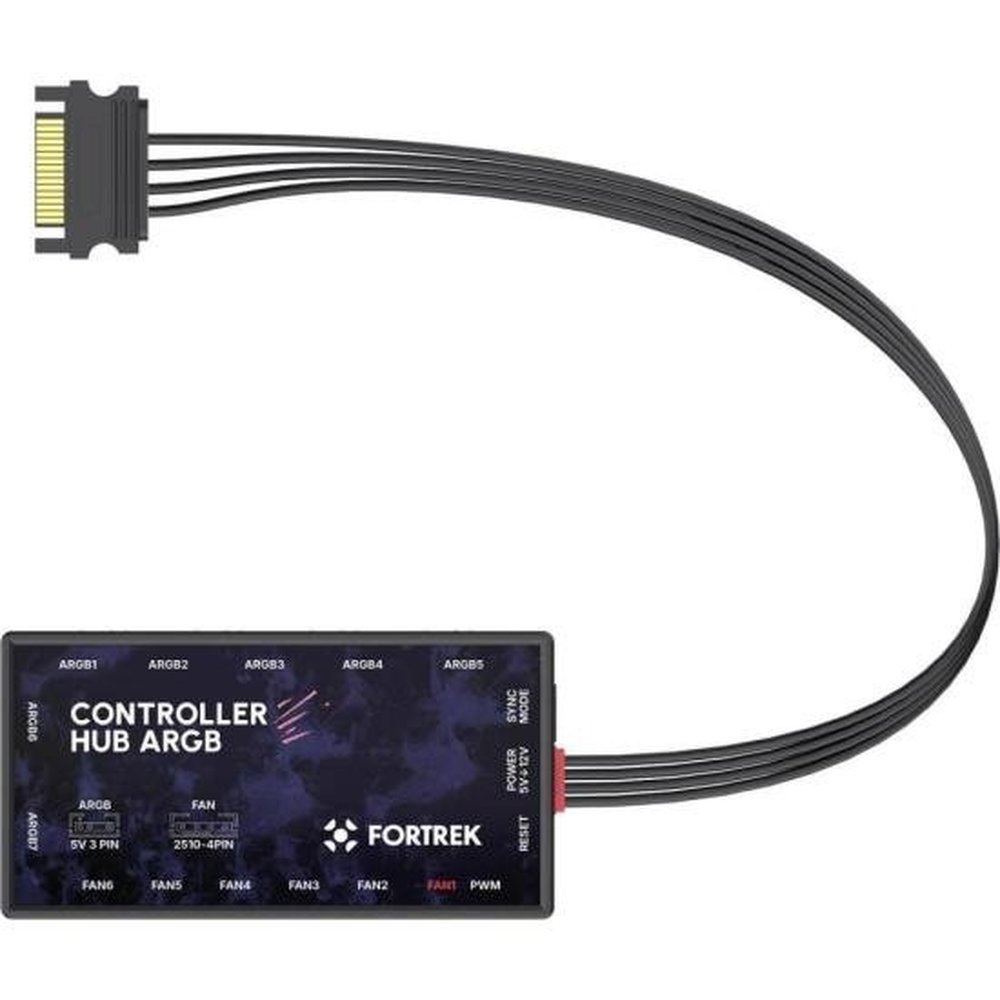 ARGB1 ARGB2 ARGB3 ARGB4 ARGB5
ARGB6
CONTROLLER
HUB ARGB
SYNC
MODE
POWER
5V+12V
ARGB7
ARGB
5V 3 PIN
FAN
2510-4PIN
FORTREK
RESET
FAN6 FAN5 FAN4 FAN3 FAN2 FAN1 PWM